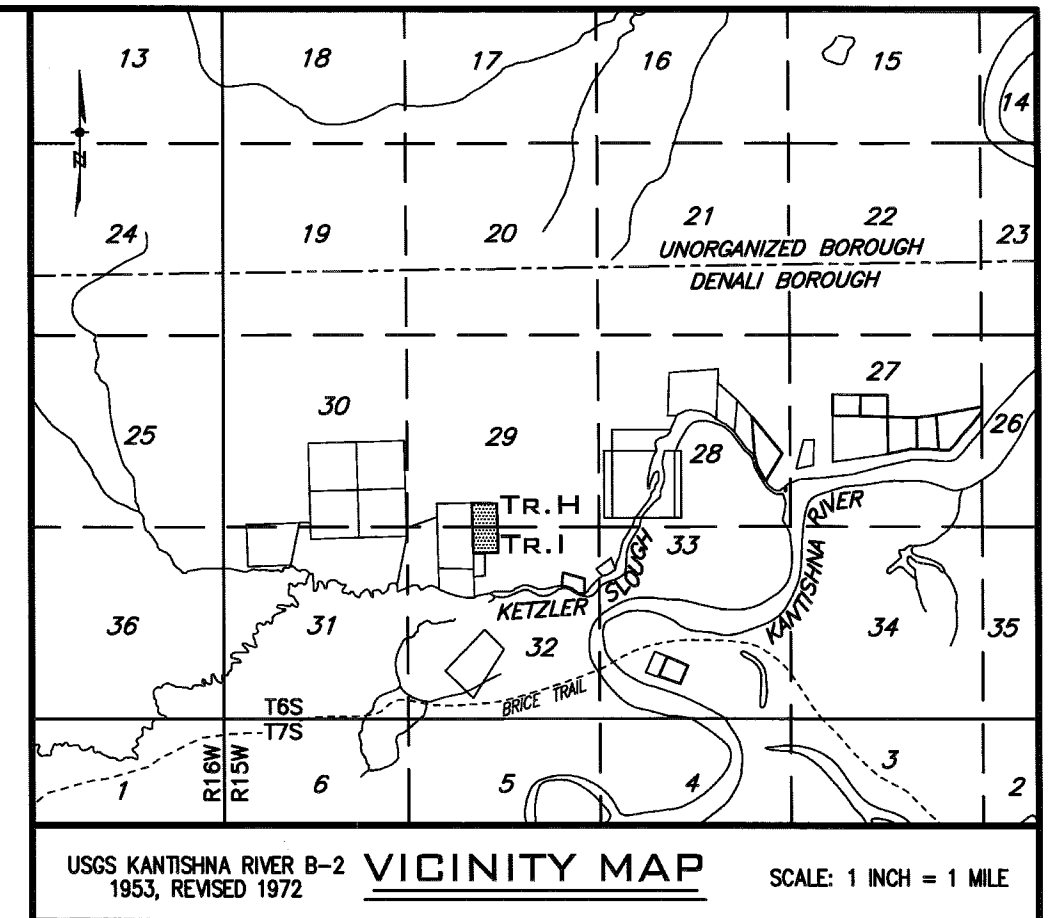 13 18 17 16 15
14
N
24 19 20 21 22 23
UNORGANIZED BOROUGH
DENALI BOROUGH
27
30
25 29 28 26
TR.H
TR.I 33
KANTISHNA RIVER
KETZLER SLOUGH
36 31 32 34 35
BRICE TRAIL
T6S
T7S
R16W R15W
1 6 5 4 3 2
USGS KANTISHNA RIVER B-2
1953, REVISED 1972
VICINITY MAP
SCALE: 1 INCH = 1 MILE